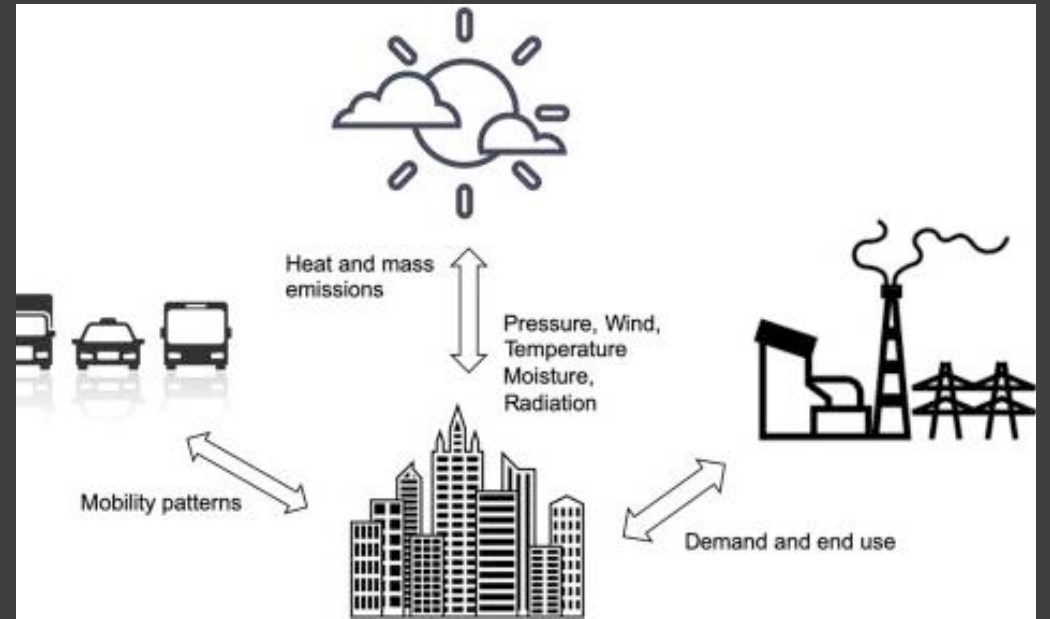 Heat and mass
emissions
Pressure, Wind,
Temperature
Moisture,
Radiation
Mobility patterns
Demand and end use